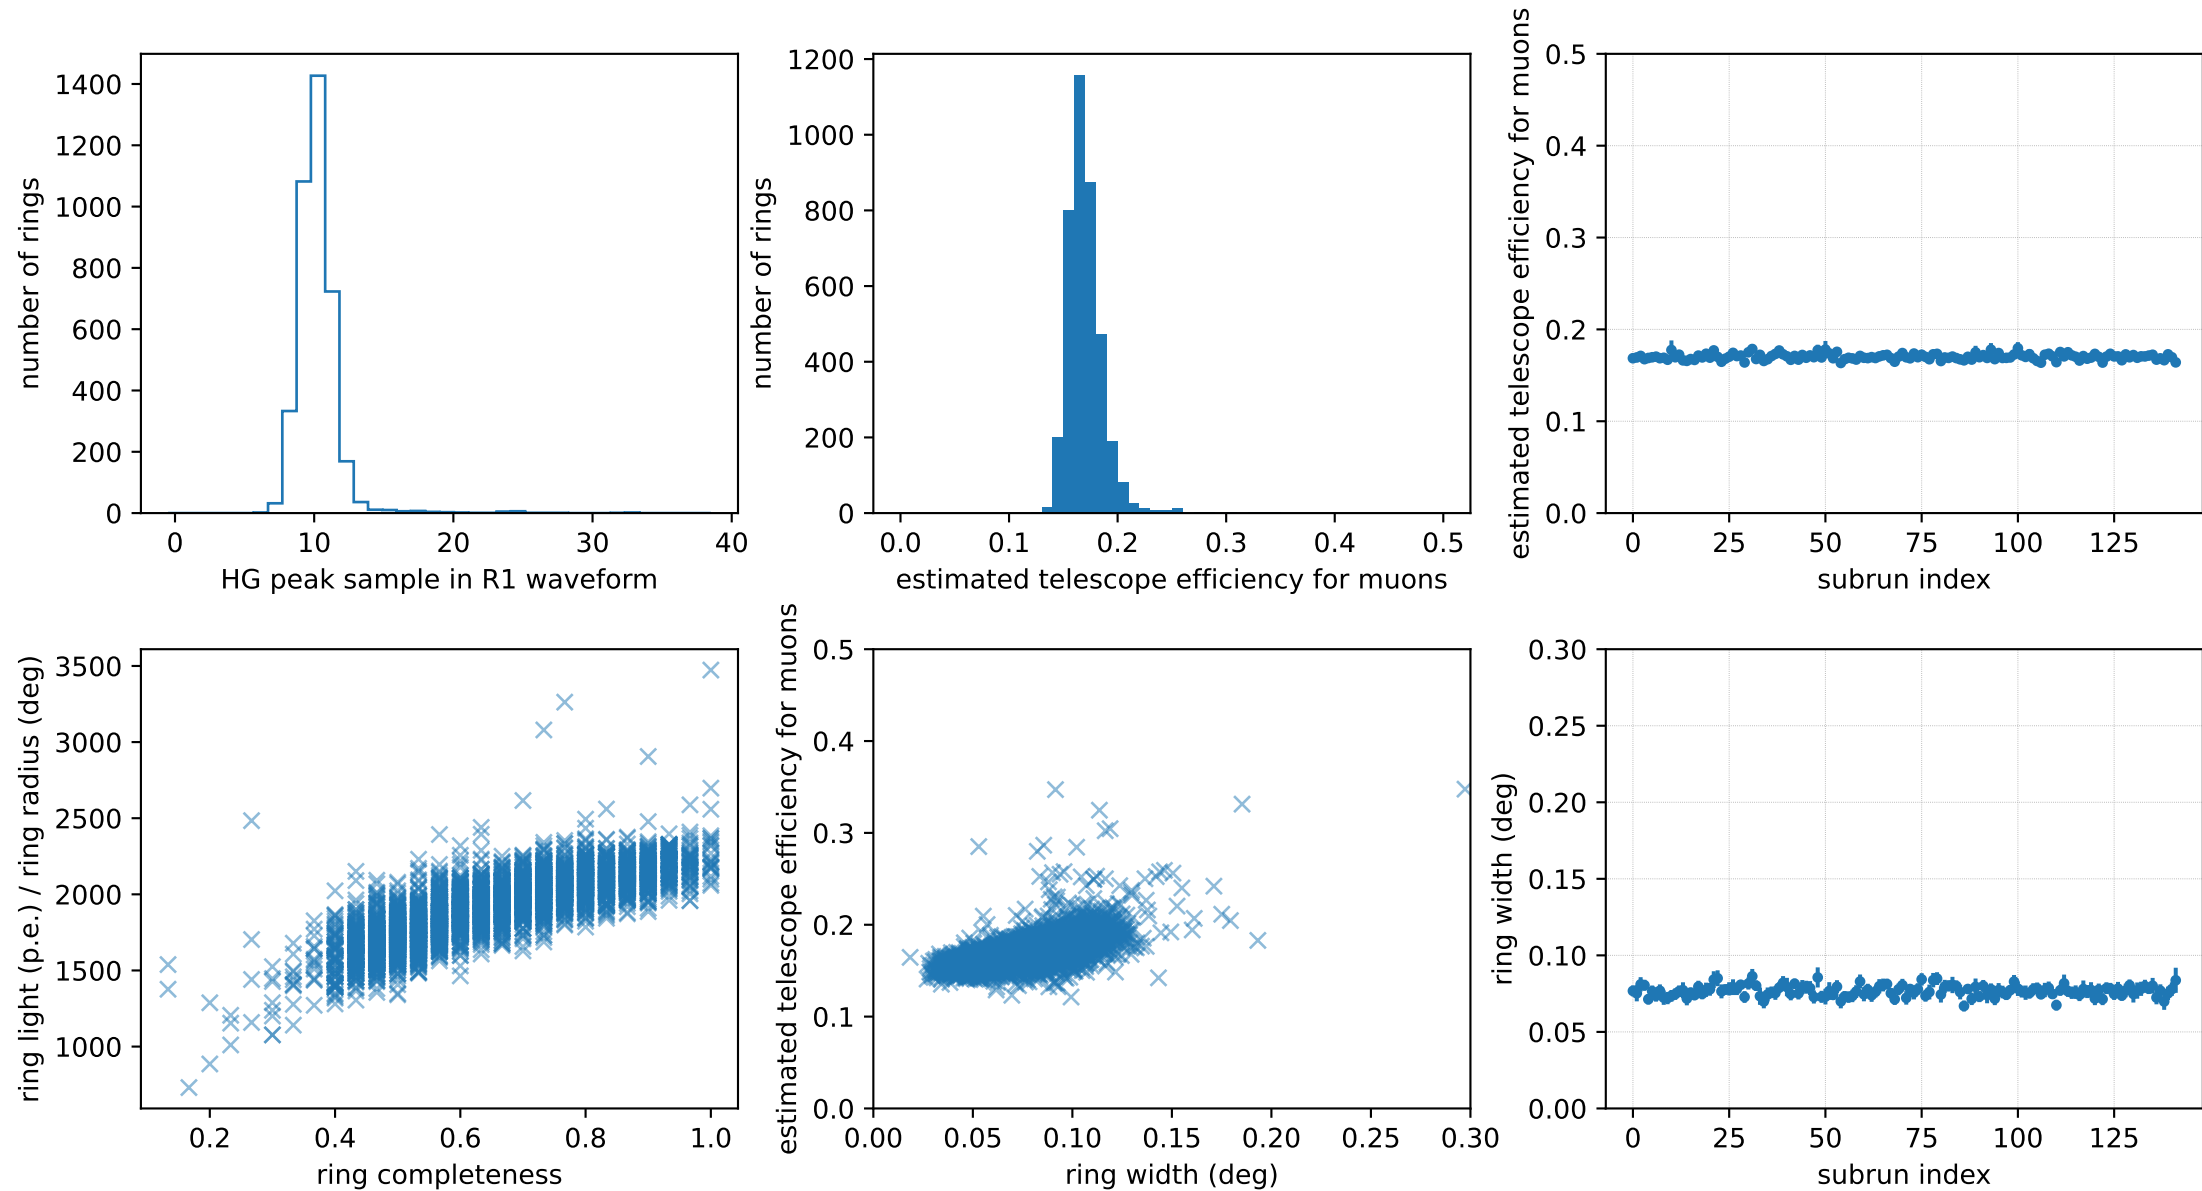 number of rings
1400
1200
1000
800
600
400
200
0
0 10 20 30 40
HG peak sample in R1 waveform
number of rings
1200
1000
800
600
400
200
0
0.0 0.1 0.2 0.3 0.4 0.5
estimated telescope efficiency for muons
estimated telescope efficiency for muons
0.5
0.4
0.3
0.2
0.1
0.0
0 25 50 75 100 125
subrun index
ring light (p.e.) / ring radius (deg)
3500
3000
2500
2000
1500
1000
0.2 0.4 0.6 0.8 1.0
ring completeness
estimated telescope efficiency for muons
0.5
0.4
0.3
0.2
0.1
0.0
0.00 0.05 0.10 0.15 0.20 0.25 0.30
ring width (deg)
ring width (deg)
0.30
0.25
0.20
0.15
0.10
0.05
0.00
0 25 50 75 100 125
subrun index